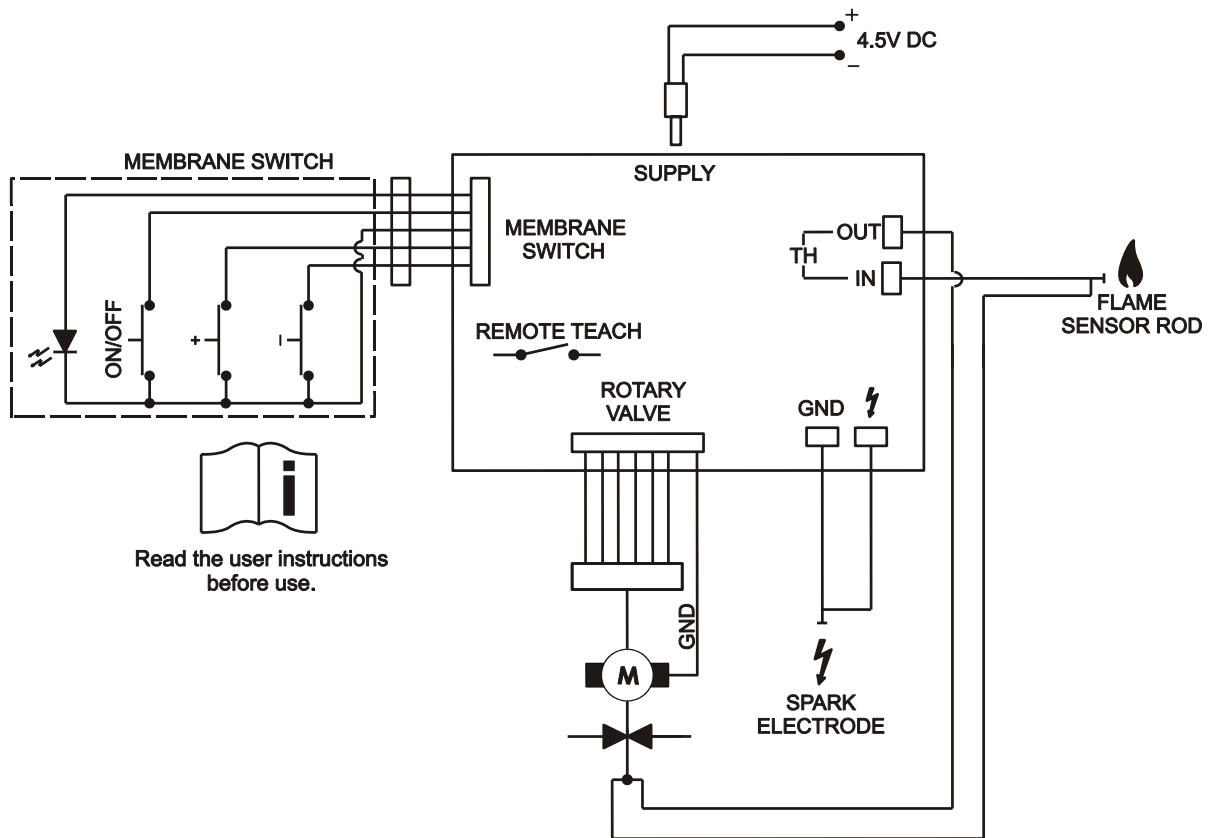 +
4.5V DC
–
MEMBRANE SWITCH
SUPPLY
MEMBRANE
SWITCH
OUT
TH
IN
FLAME
SENSOR ROD
ON/OFF
+
–
REMOTE TEACH
ROTARY
VALVE
GND
i
Read the user instructions
before use.
GND
M
SPARK
ELECTRODE